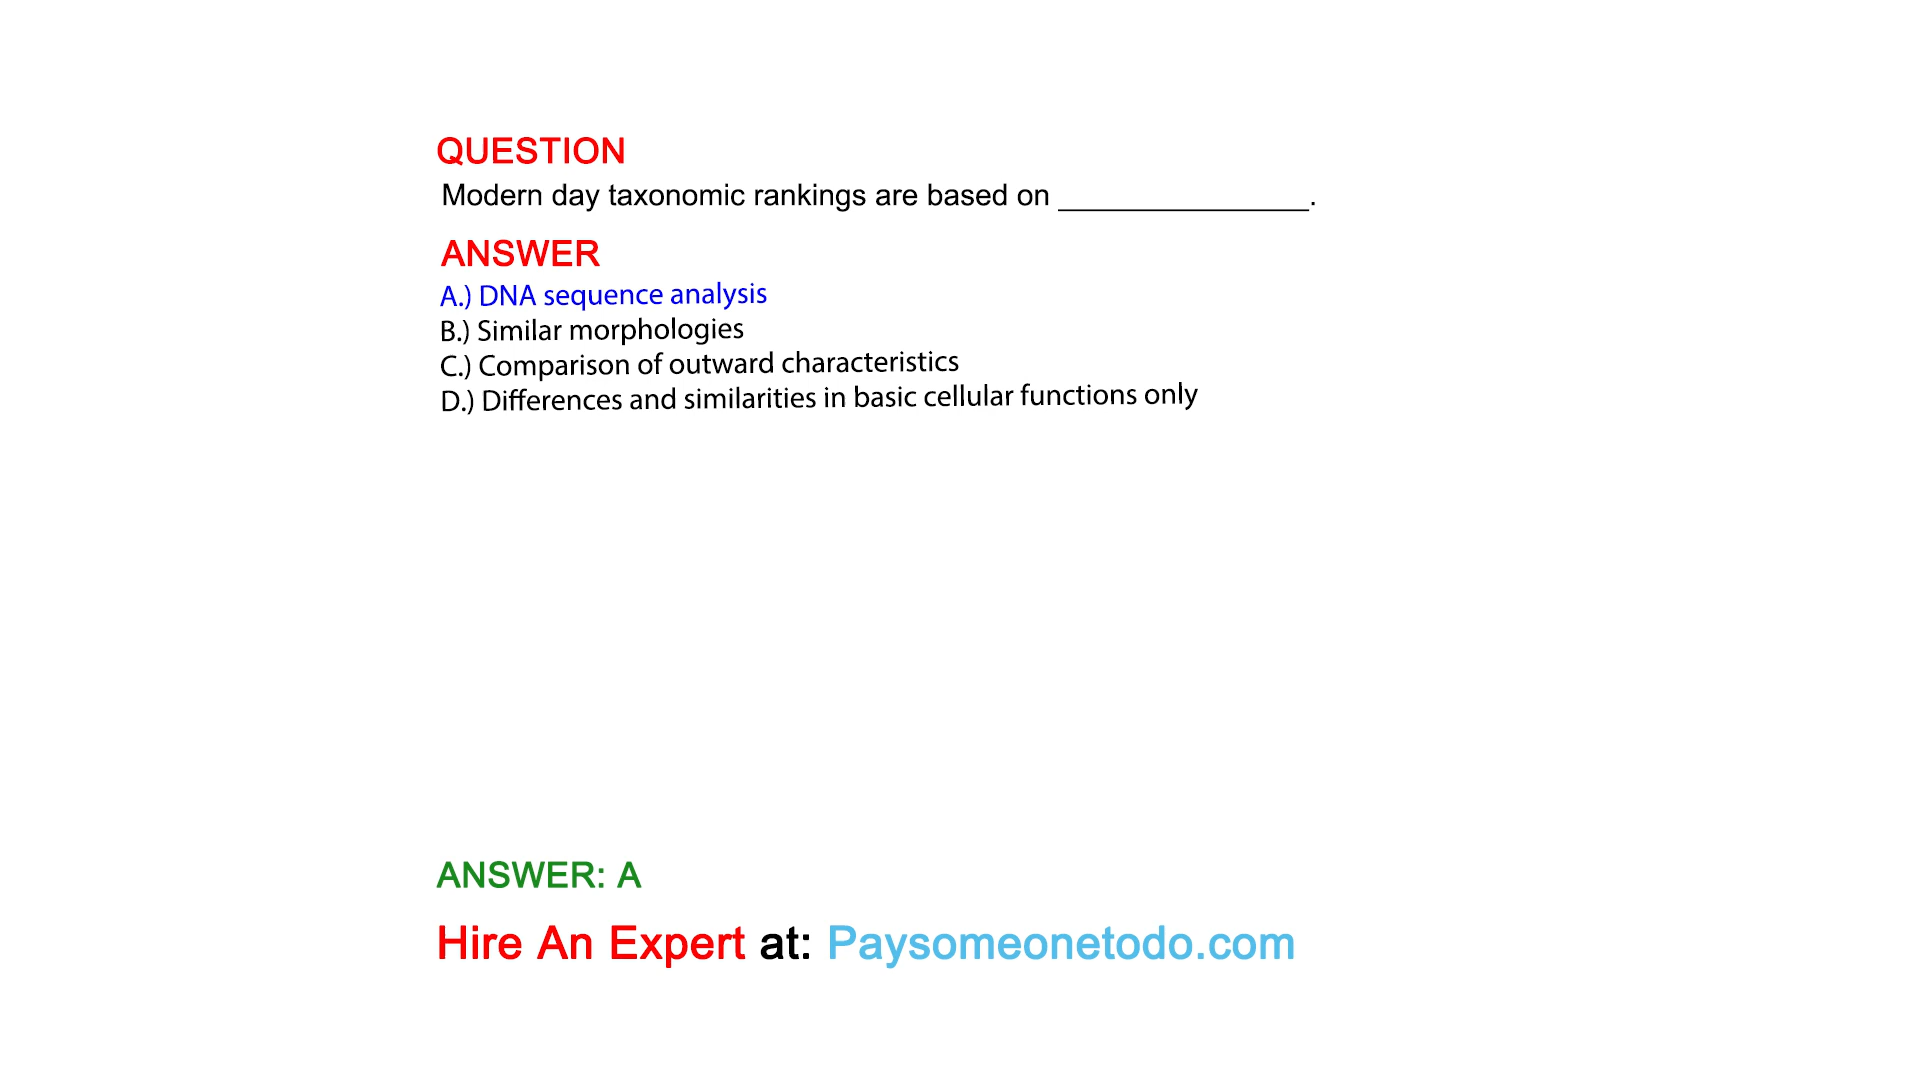 QUESTION
Modern day taxonomic rankings are based on _______________.
ANSWER
A.) DNA sequence analysis
B.) Similar morphologies
C.) Comparison of outward characteristics
D.) Differences and similarities in basic cellular functions only
ANSWER: A
Hire An Expert at: Paysomeonetodo.com